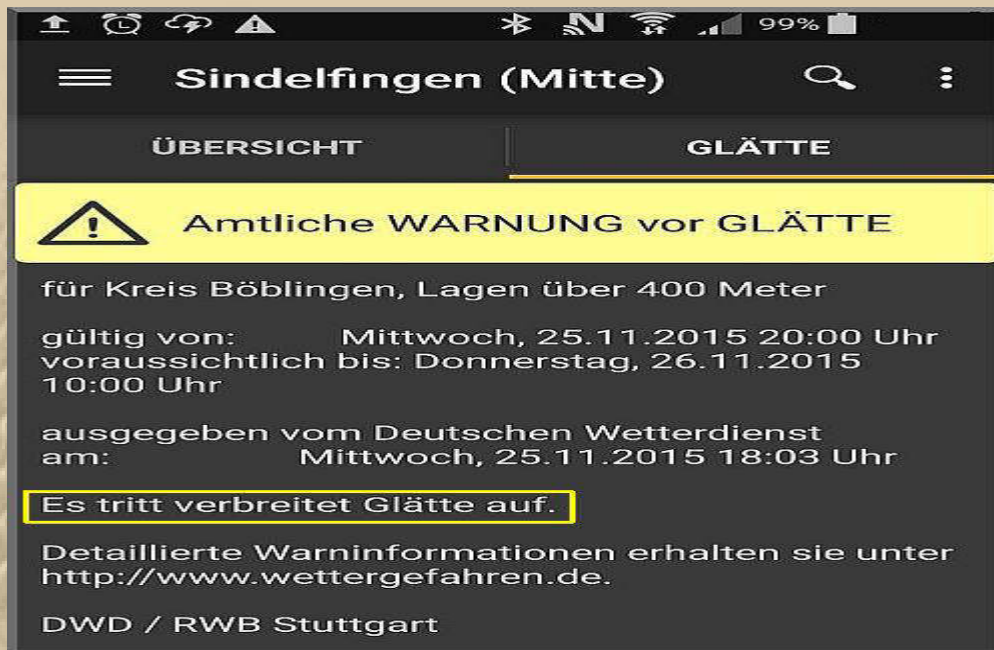 99%
Sindelfingen (Mitte)
ÜBERSICHT GLÄTTE
Amtliche WARNUNG vor GLÄTTE
für Kreis Böblingen, Lagen über 400 Meter
gültig von: Mittwoch, 25.11.2015 20:00 Uhr
voraussichtlich bis: Donnerstag, 26.11.2015
10:00 Uhr
ausgegeben vom Deutschen Wetterdienst
am: Mittwoch, 25.11.2015 18:03 Uhr
Es tritt verbreitet Glätte auf.
Detaillierte Warninformationen erhalten sie unter
http://www.wettergefahren.de.
DWD / RWB Stuttgart